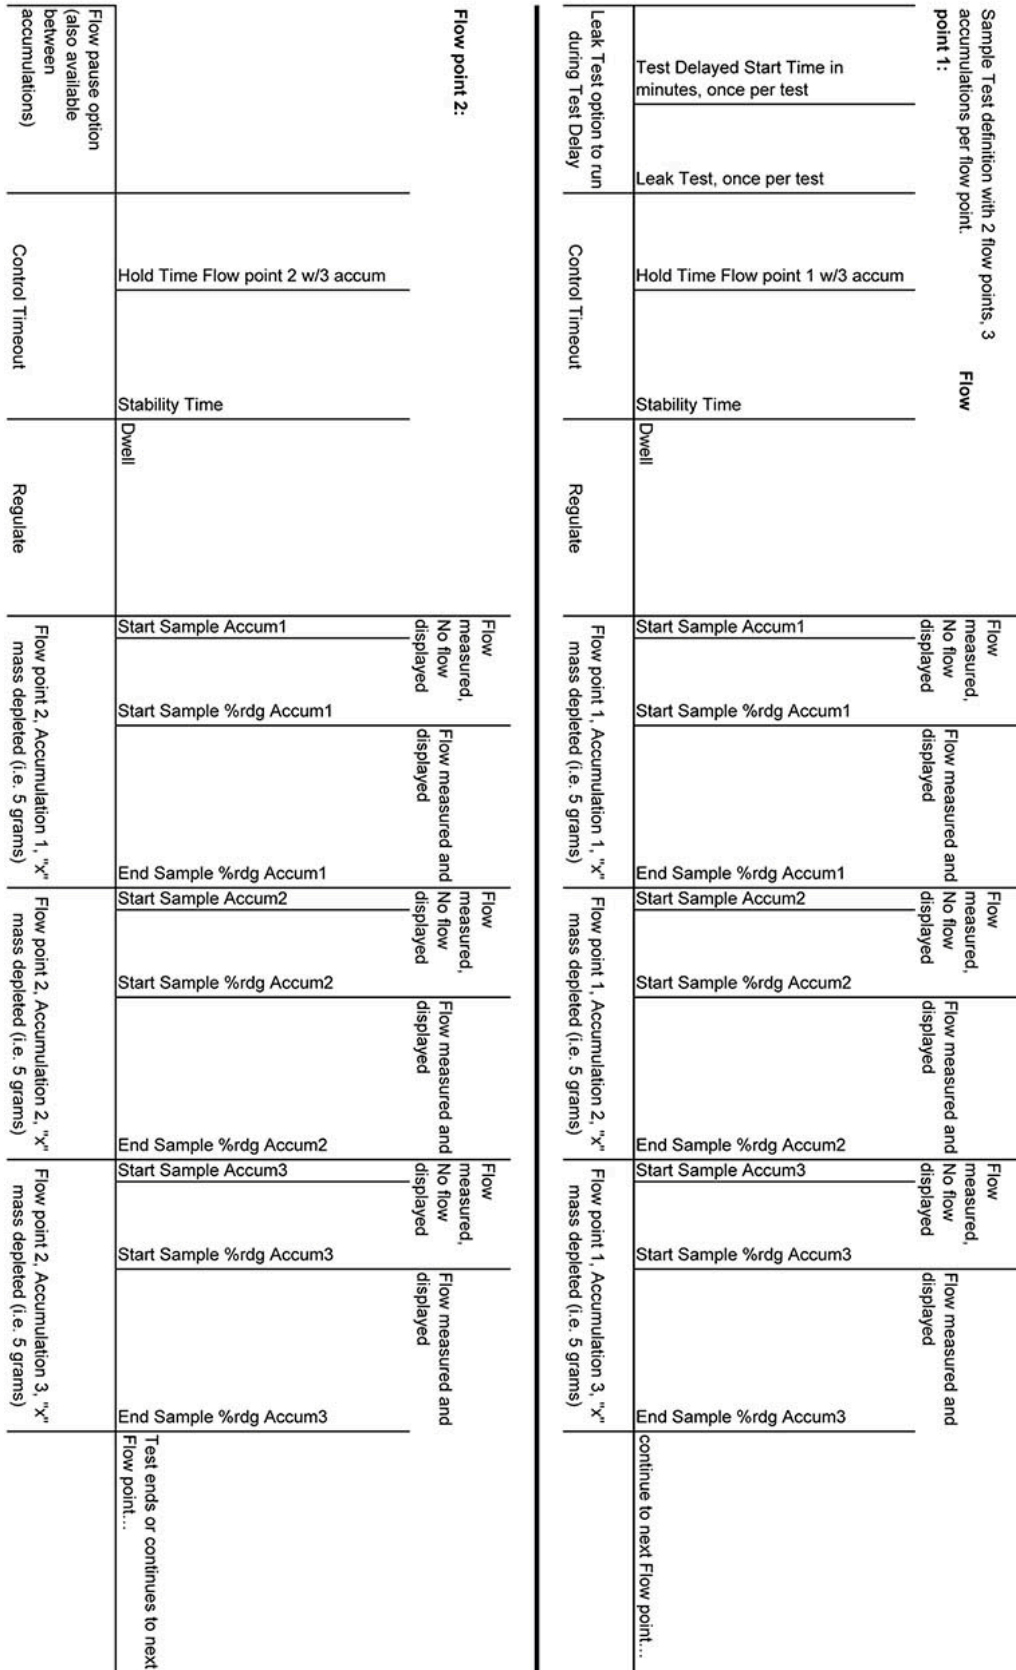 Sample Test definition with 2 flow points, 3
accumulations per flow point.
Flow
point 1:
Test Delayed Start Time in
minutes, once per test
Leak Test, once per test
Hold Time Flow point 1 w/3 accum
Stability Time
Dwell
Flow
measured,
No flow
displayed
Start Sample Accum1
Start Sample %rdg Accum1
Flow measured and
displayed
End Sample %rdg Accum1
Flow
measured,
No flow
displayed
Start Sample Accum2
Start Sample %rdg Accum2
Flow measured and
displayed
End Sample %rdg Accum2
Flow
measured,
No flow
displayed
Start Sample Accum3
Start Sample %rdg Accum3
Flow measured and
displayed
End Sample %rdg Accum3
continue to next Flow point...
Leak Test option to run
during Test Delay
Control Timeout
Regulate
Flow point 1, Accumulation 1, "x"
mass depleted (i.e. 5 grams)
Flow point 1, Accumulation 2, "x"
mass depleted (i.e. 5 grams)
Flow point 1, Accumulation 3, "x"
mass depleted (i.e. 5 grams)
Flow point 2:
Hold Time Flow point 2 w/3 accum
Stability Time
Dwell
Flow
measured,
No flow
displayed
Start Sample Accum1
Start Sample %rdg Accum1
Flow measured and
displayed
End Sample %rdg Accum1
Flow
measured,
No flow
displayed
Start Sample Accum2
Start Sample %rdg Accum2
Flow measured and
displayed
End Sample %rdg Accum2
Flow
measured,
No flow
displayed
Start Sample Accum3
Start Sample %rdg Accum3
Flow measured and
displayed
End Sample %rdg Accum3
Test ends or continues to next
Flow point...
Flow pause option
(also available
between
accumulations)
Control Timeout
Regulate
Flow point 2, Accumulation 1, "x"
mass depleted (i.e. 5 grams)
Flow point 2, Accumulation 2, "x"
mass depleted (i.e. 5 grams)
Flow point 2, Accumulation 3, "x"
mass depleted (i.e. 5 grams)